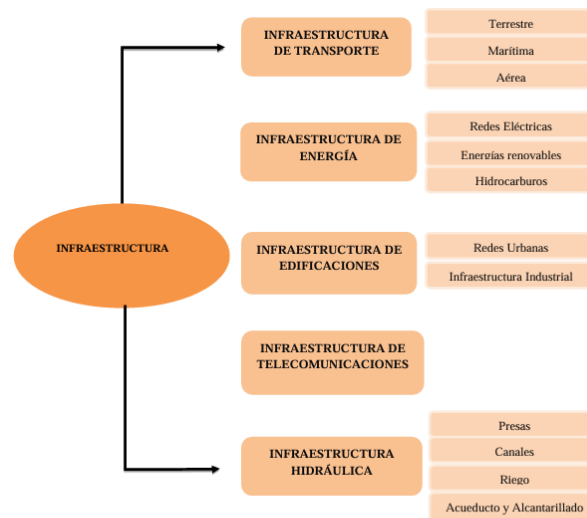 INFRAESTRUCTURA
INFRAESTRUCTURA
DE TRANSPORTE
Terrestre
Marítima
Aérea
INFRAESTRUCTURA DE
ENERGÍA
Redes Eléctricas
Energías renovables
Hidrocarburos
INFRAESTRUCTURA DE
EDIFICACIONES
Redes Urbanas
Infraestructura Industrial
INFRAESTRUCTURA DE
TELECOMUNICACIONES
INFRAESTRUCTURA
HIDRÁULICA
Presas
Canales
Riego
Acueducto y Alcantarillado